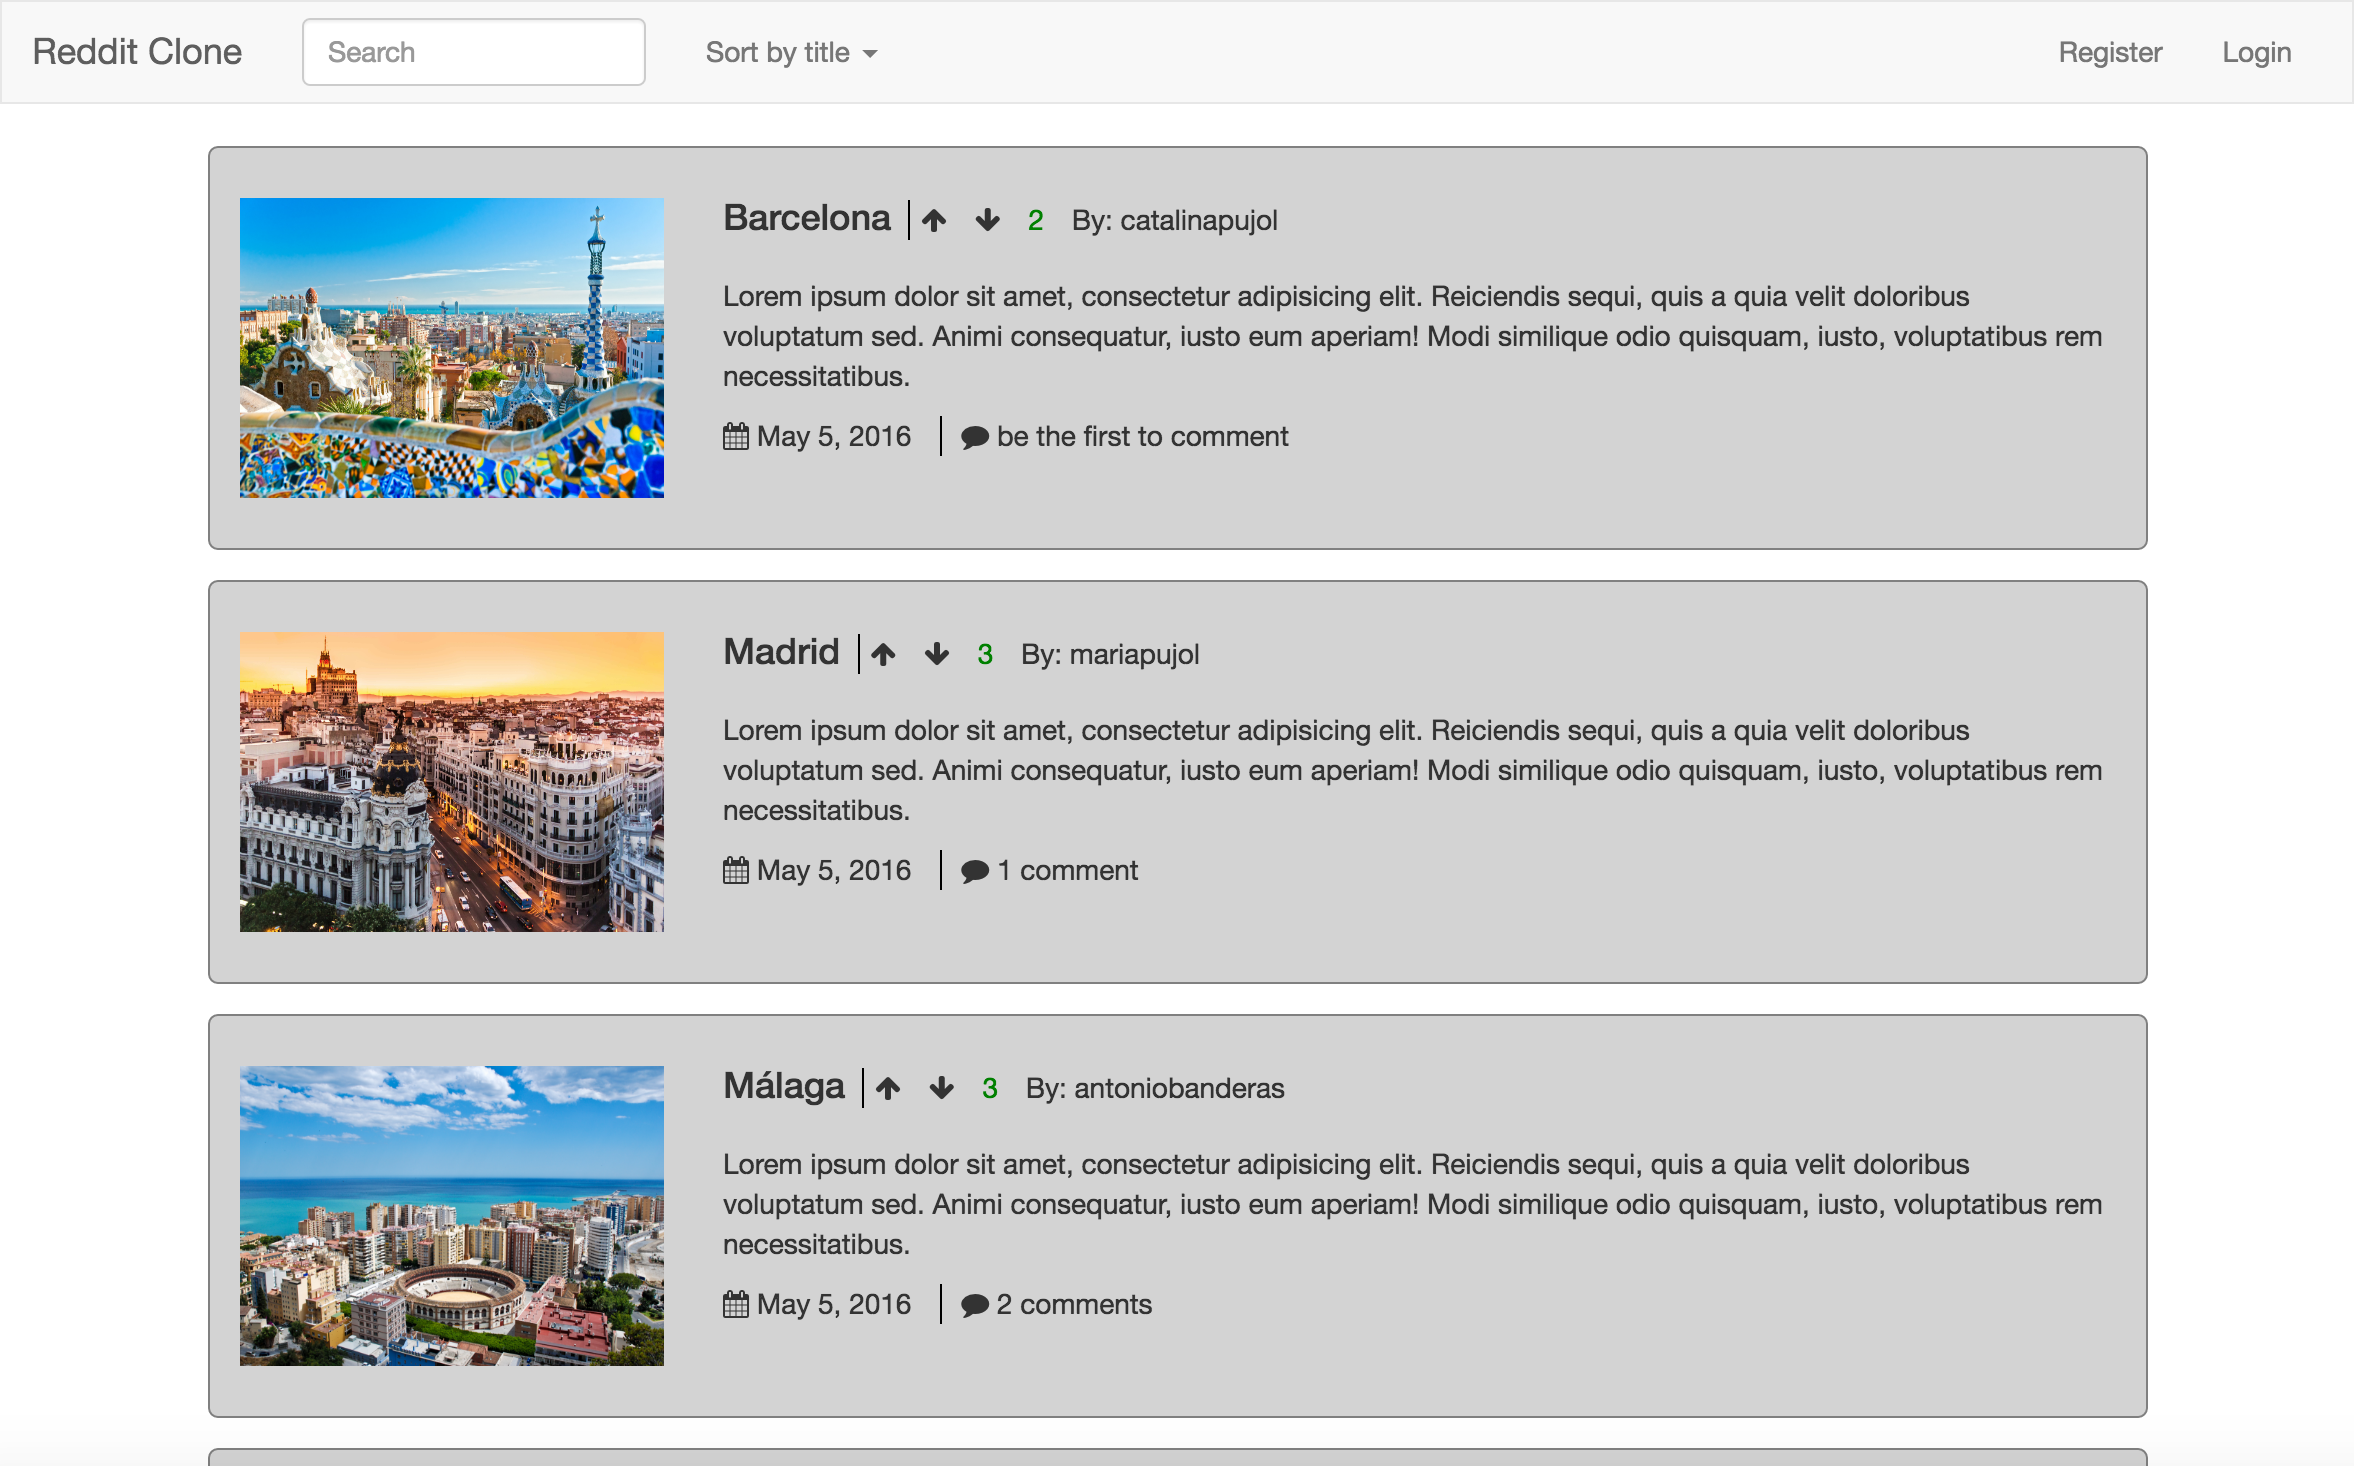 Reddit Clone Search Sort by title Register Login
Barcelona 2 By: catalinapujol
Lorem ipsum dolor sit amet, consectetur adipisicing elit. Reiciendis sequi, quis a quia velit doloribus
voluptatum sed. Animi consequatur, iusto eum aperiam! Modi similique odio quisquam, iusto, voluptatibus rem
necessitatibus.
May 5, 2016 be the first to comment
Madrid 3 By: mariapujol
Lorem ipsum dolor sit amet, consectetur adipisicing elit. Reiciendis sequi, quis a quia velit doloribus
voluptatum sed. Animi consequatur, iusto eum aperiam! Modi similique odio quisquam, iusto, voluptatibus rem
necessitatibus.
May 5, 2016 1 comment
Málaga 3 By: antoniobanderas
Lorem ipsum dolor sit amet, consectetur adipisicing elit. Reiciendis sequi, quis a quia velit doloribus
voluptatum sed. Animi consequatur, iusto eum aperiam! Modi similique odio quisquam, iusto, voluptatibus rem
necessitatibus.
May 5, 2016 2 comments